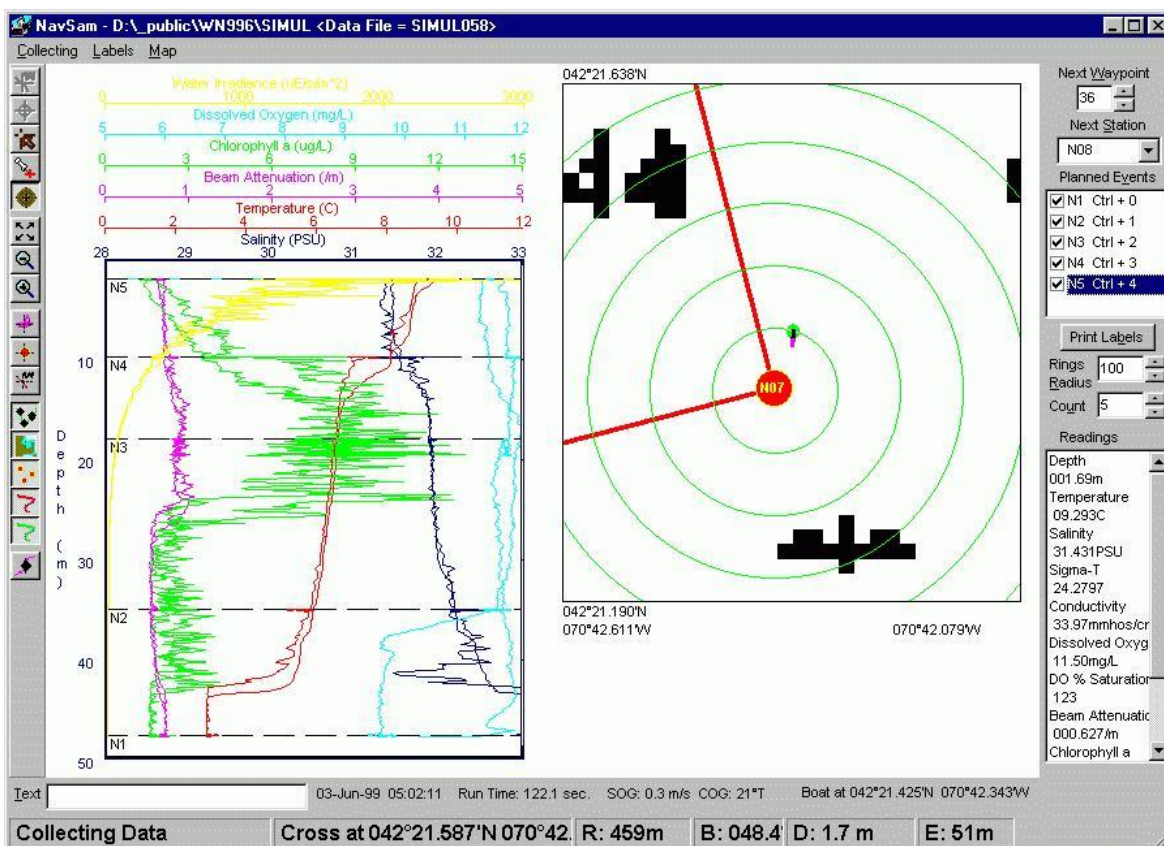 NavSam - D:\_public\WN996\SIMUL <Data File = SIMUL058>
Collecting Labels Map
Water Irradiance (uE/s/m^2)
0 1000 2000 3000
Dissolved Oxygen (mg/L)
5 6 7 8 9 10 11 12
Chlorophyll a (ug/L)
0 3 6 9 12 15
Beam Attenuation (/m)
0 1 2 3 4 5
Temperature (C)
0 2 4 6 8 10 12
Salinity (PSU)
28 29 30 31 32 33
N5
10
N4
N3
20
30
N2
40
N1
50
Depth (m)
042°21.638'N
N07
042°21.190'N
070°42.611'W 070°42.079'W
Next Waypoint
36
Next Station
N08
Planned Events
N1 Ctrl + 0
N2 Ctrl + 1
N3 Ctrl + 2
N4 Ctrl + 3
N5 Ctrl + 4
Print Labels
Rings Radius 100
Count 5
Readings
Depth
001.69m
Temperature
09.293C
Salinity
31.431PSU
Sigma-T
24.2797
Conductivity
33.97mmhos/cr
Dissolved Oxyg
11.50mg/L
DO % Saturation
123
Beam Attenuatic
000.627/m
Chlorophyll a
Text 03-Jun-99 05:02:11 Run Time: 122.1 sec. SOG: 0.3 m/s COG: 21°T Boat at 042°21.425'N 070°42.343'W
Collecting Data Cross at 042°21.587'N 070°42. R: 459m B: 048.4° D: 1.7 m E: 51m